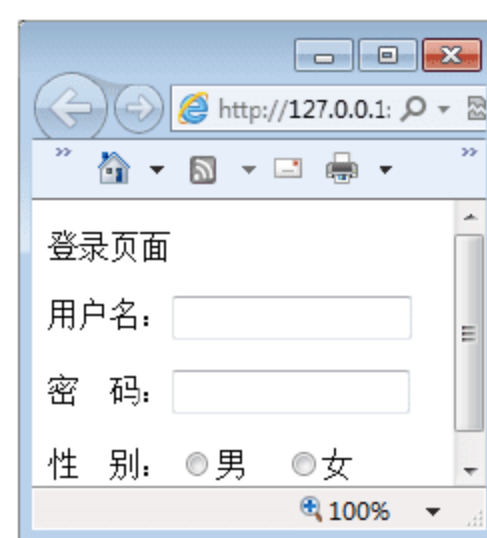 http://127.0.0.1:
登录页面
用户名：
密 码：
性 别： 男 女
100%